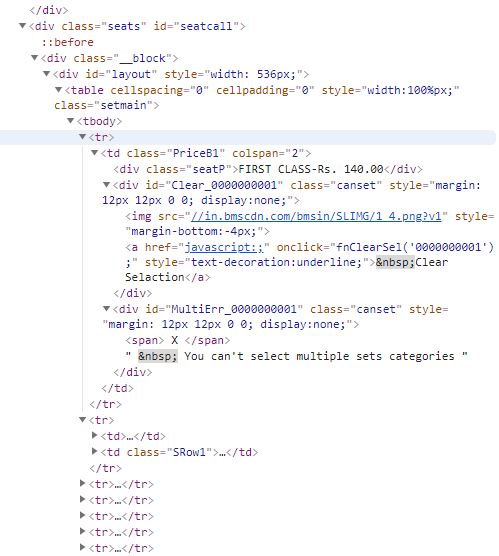 </div>
▼<div class="seats" id="seatcall">
::before
▼<div class="__block">
▼<div id="layout" style="width: 536px;">
▼<table cellspacing="0" cellpadding="0" style="width:100%px;"
class="setmain">
▼<tbody>
▼<tr>
▼<td class="PriceB1" colspan="2">
<div class="seatP">FIRST CLASS-Rs. 140.00</div>
▼<div id="Clear_0000000001" class="canset" style="margin:
12px 12px 0 0; display:none;">
<img src="//in.bmscdn.com/bmsin/SLIMG/1_4.png?v1" style=
"margin-bottom:-4px;">
<a href="javascript:;" onclick="fnClearSel('0000000001')
;" style="text-decoration:underline;">&nbsp;Clear
Selaction</a>
</div>
▼<div id="MultiErr_0000000001" class="canset" style=
"margin: 12px 12px 0 0; display:none;">
<span> X </span>
" &nbsp; You can't select multiple sets categories "
</div>
</td>
</tr>
▼<tr>
▶<td>…</td>
▶<td class="SRow1">…</td>
</tr>
▶<tr>…</tr>
▶<tr>…</tr>
▶<tr>…</tr>
▶<tr>…</tr>
▶<tr>…</tr>